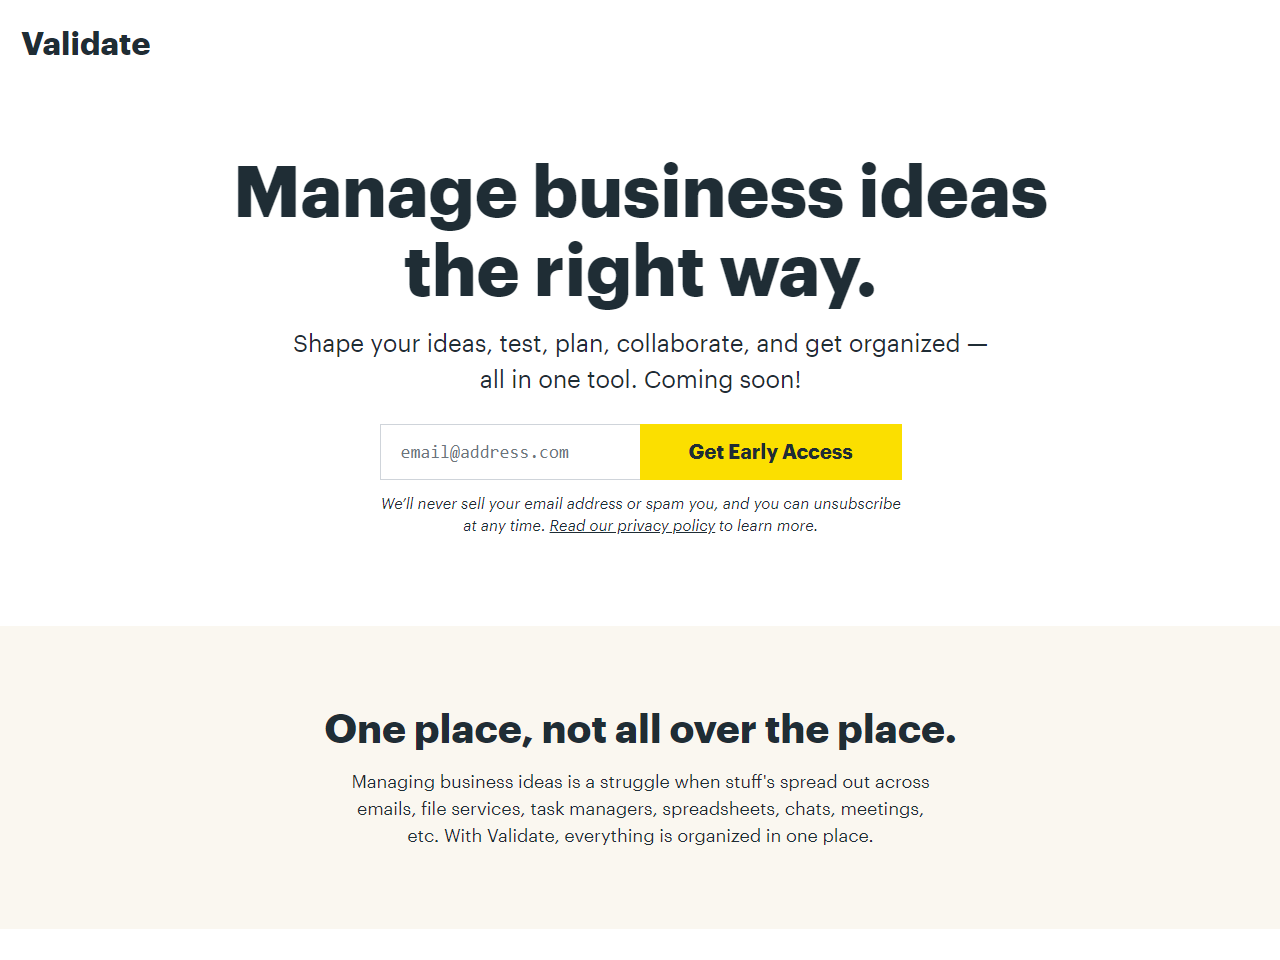 Validate
Manage business ideas
the right way.
Shape your ideas, test, plan, collaborate, and get organized —
all in one tool. Coming soon!
email@address.com
Get Early Access
We’ll never sell your email address or spam you, and you can unsubscribe
at any time. Read our privacy policy to learn more.
One place, not all over the place.
Managing business ideas is a struggle when stuff's spread out across
emails, file services, task managers, spreadsheets, chats, meetings,
etc. With Validate, everything is organized in one place.